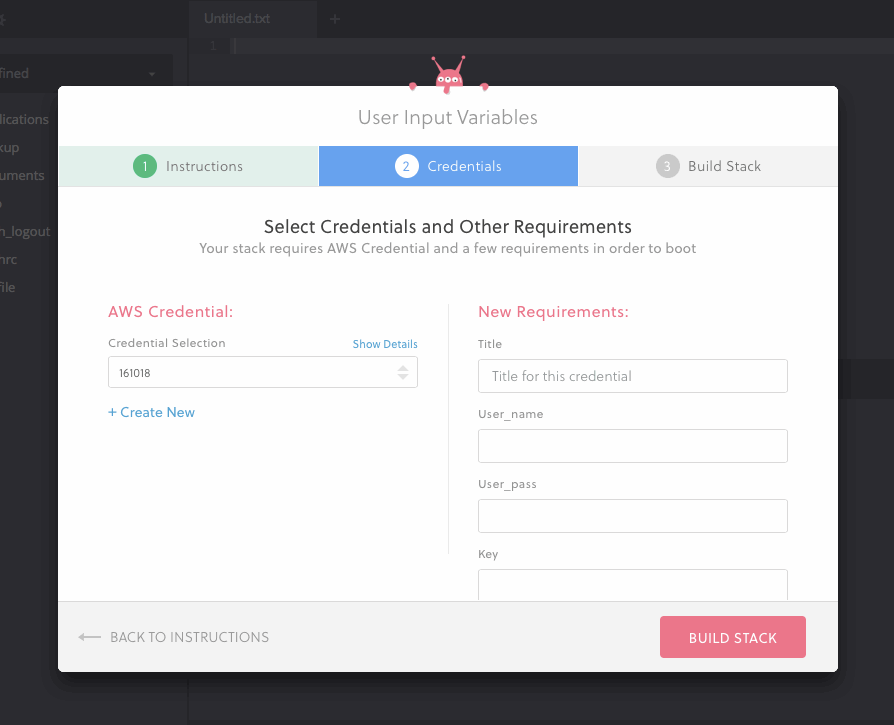 Untitled.txt
+
1
fined
lications
kup
uments
n_logout
nrc
file
User Input Variables
1 Instructions
2 Credentials
3 Build Stack
Select Credentials and Other Requirements
Your stack requires AWS Credential and a few requirements in order to boot
AWS Credential:
Credential Selection
Show Details
161018
+ Create New
New Requirements:
Title
Title for this credential
User_name
User_pass
Key
BACK TO INSTRUCTIONS
BUILD STACK